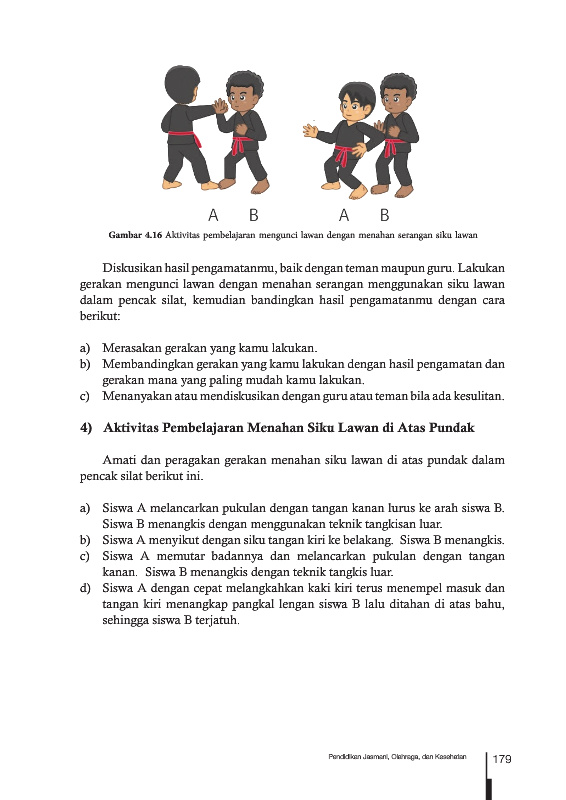 A B A B
Gambar 4.16 Aktivitas pembelajaran mengunci lawan dengan menahan serangan siku lawan
Diskusikan hasil pengamatanmu, baik dengan teman maupun guru. Lakukan
gerakan mengunci lawan dengan menahan serangan menggunakan siku lawan
dalam pencak silat, kemudian bandingkan hasil pengamatanmu dengan cara
berikut:
a) Merasakan gerakan yang kamu lakukan.
b) Membandingkan gerakan yang kamu lakukan dengan hasil pengamatan dan
gerakan mana yang paling mudah kamu lakukan.
c) Menanyakan atau mendiskusikan dengan guru atau teman bila ada kesulitan.
4) Aktivitas Pembelajaran Menahan Siku Lawan di Atas Pundak
Amati dan peragakan gerakan menahan siku lawan di atas pundak dalam
pencak silat berikut ini.
a) Siswa A melancarkan pukulan dengan tangan kanan lurus ke arah siswa B.
Siswa B menangkis dengan menggunakan teknik tangkisan luar.
b) Siswa A menyikut dengan siku tangan kiri ke belakang. Siswa B menangkis.
c) Siswa A memutar badannya dan melancarkan pukulan dengan tangan
kanan. Siswa B menangkis dengan teknik tangkis luar.
d) Siswa A dengan cepat melangkahkan kaki kiri terus menempel masuk dan
tangan kiri menangkap pangkal lengan siswa B lalu ditahan di atas bahu,
sehingga siswa B terjatuh.
Pendidikan Jasmani, Olahraga, dan Kesehatan 179